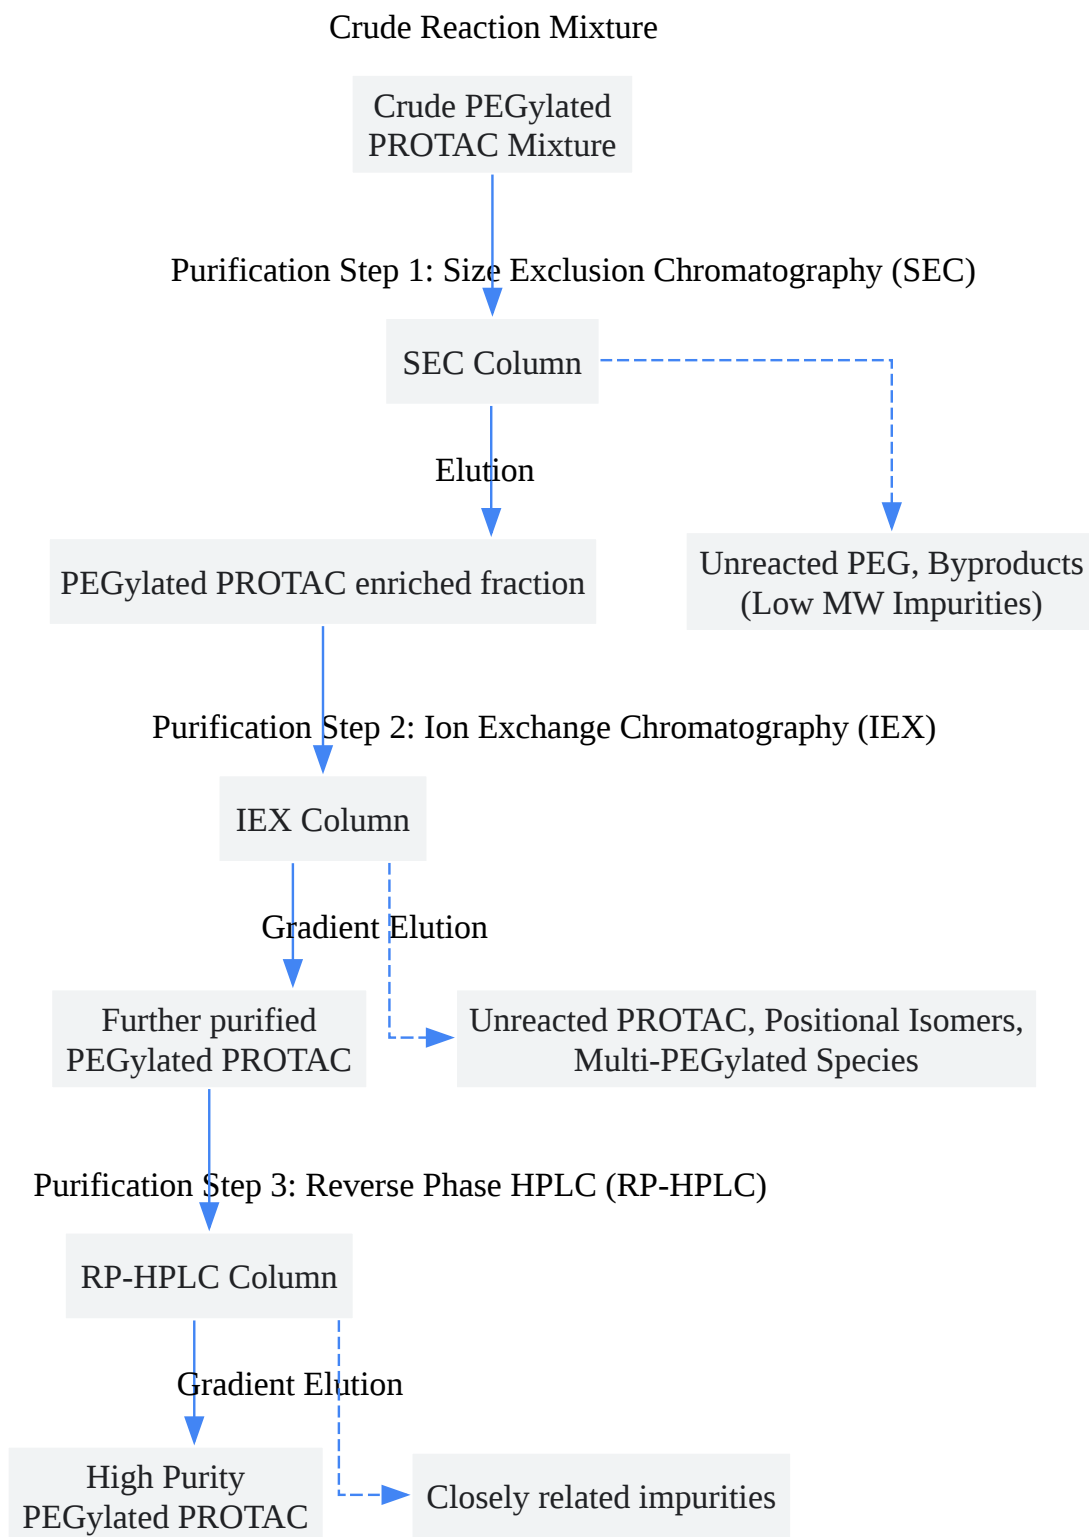 Crude Reaction Mixture
Crude PEGylated
PROTAC Mixture
Purification Step 1: Size Exclusion Chromatography (SEC)
SEC Column
Elution
PEGylated PROTAC enriched fraction
Unreacted PEG, Byproducts
(Low MW Impurities)
Purification Step 2: Ion Exchange Chromatography (IEX)
IEX Column
Gradient Elution
Further purified
PEGylated PROTAC
Unreacted PROTAC, Positional Isomers,
Multi-PEGylated Species
Purification Step 3: Reverse Phase HPLC (RP-HPLC)
RP-HPLC Column
Gradient Elution
High Purity
PEGylated PROTAC
Closely related impurities